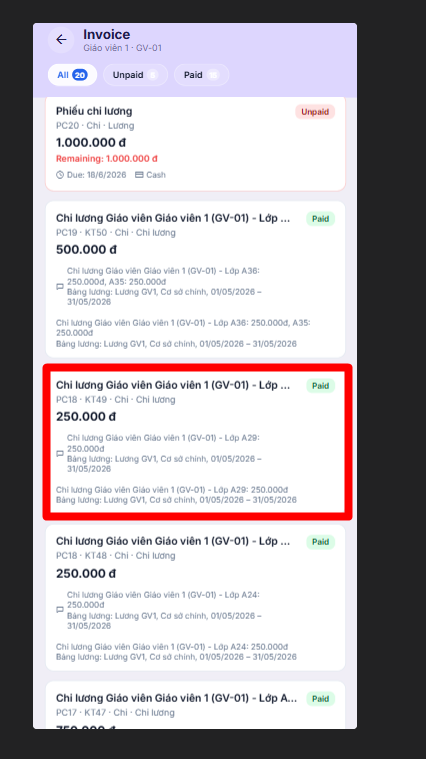 Invoice
Giáo viên 1 · GV-01
All 20
Unpaid
Paid
Phiếu chi lương
Unpaid
PC20 · Chi · Lương
1.000.000 đ
Remaining: 1.000.000 đ
Due: 18/6/2026 Cash
Chi lương Giáo viên Giáo viên 1 (GV-01) - Lớp ...
Paid
PC19 · KT50 · Chi · Chi lương
500.000 đ
Chi lương Giáo viên Giáo viên 1 (GV-01) - Lớp A36:
250.000đ, A35: 250.000đ
Bảng lương: Lương GV1, Cơ sở chính, 01/05/2026 –
31/05/2026
Chi lương Giáo viên Giáo viên 1 (GV-01) - Lớp A36: 250.000đ, A35:
250.000đ
Bảng lương: Lương GV1, Cơ sở chính, 01/05/2026 – 31/05/2026
Chi lương Giáo viên Giáo viên 1 (GV-01) - Lớp ...
Paid
PC18 · KT49 · Chi · Chi lương
250.000 đ
Chi lương Giáo viên Giáo viên 1 (GV-01) - Lớp A29:
250.000đ
Bảng lương: Lương GV1, Cơ sở chính, 01/05/2026 –
31/05/2026
Chi lương Giáo viên Giáo viên 1 (GV-01) - Lớp A29: 250.000đ
Bảng lương: Lương GV1, Cơ sở chính, 01/05/2026 – 31/05/2026
Chi lương Giáo viên Giáo viên 1 (GV-01) - Lớp ...
Paid
PC18 · KT48 · Chi · Chi lương
250.000 đ
Chi lương Giáo viên Giáo viên 1 (GV-01) - Lớp A24:
250.000đ
Bảng lương: Lương GV1, Cơ sở chính, 01/05/2026 –
31/05/2026
Chi lương Giáo viên Giáo viên 1 (GV-01) - Lớp A24: 250.000đ
Bảng lương: Lương GV1, Cơ sở chính, 01/05/2026 – 31/05/2026
Chi lương Giáo viên Giáo viên 1 (GV-01) - Lớp A...
Paid
PC17 · KT47 · Chi · Chi lương
750.000 đ